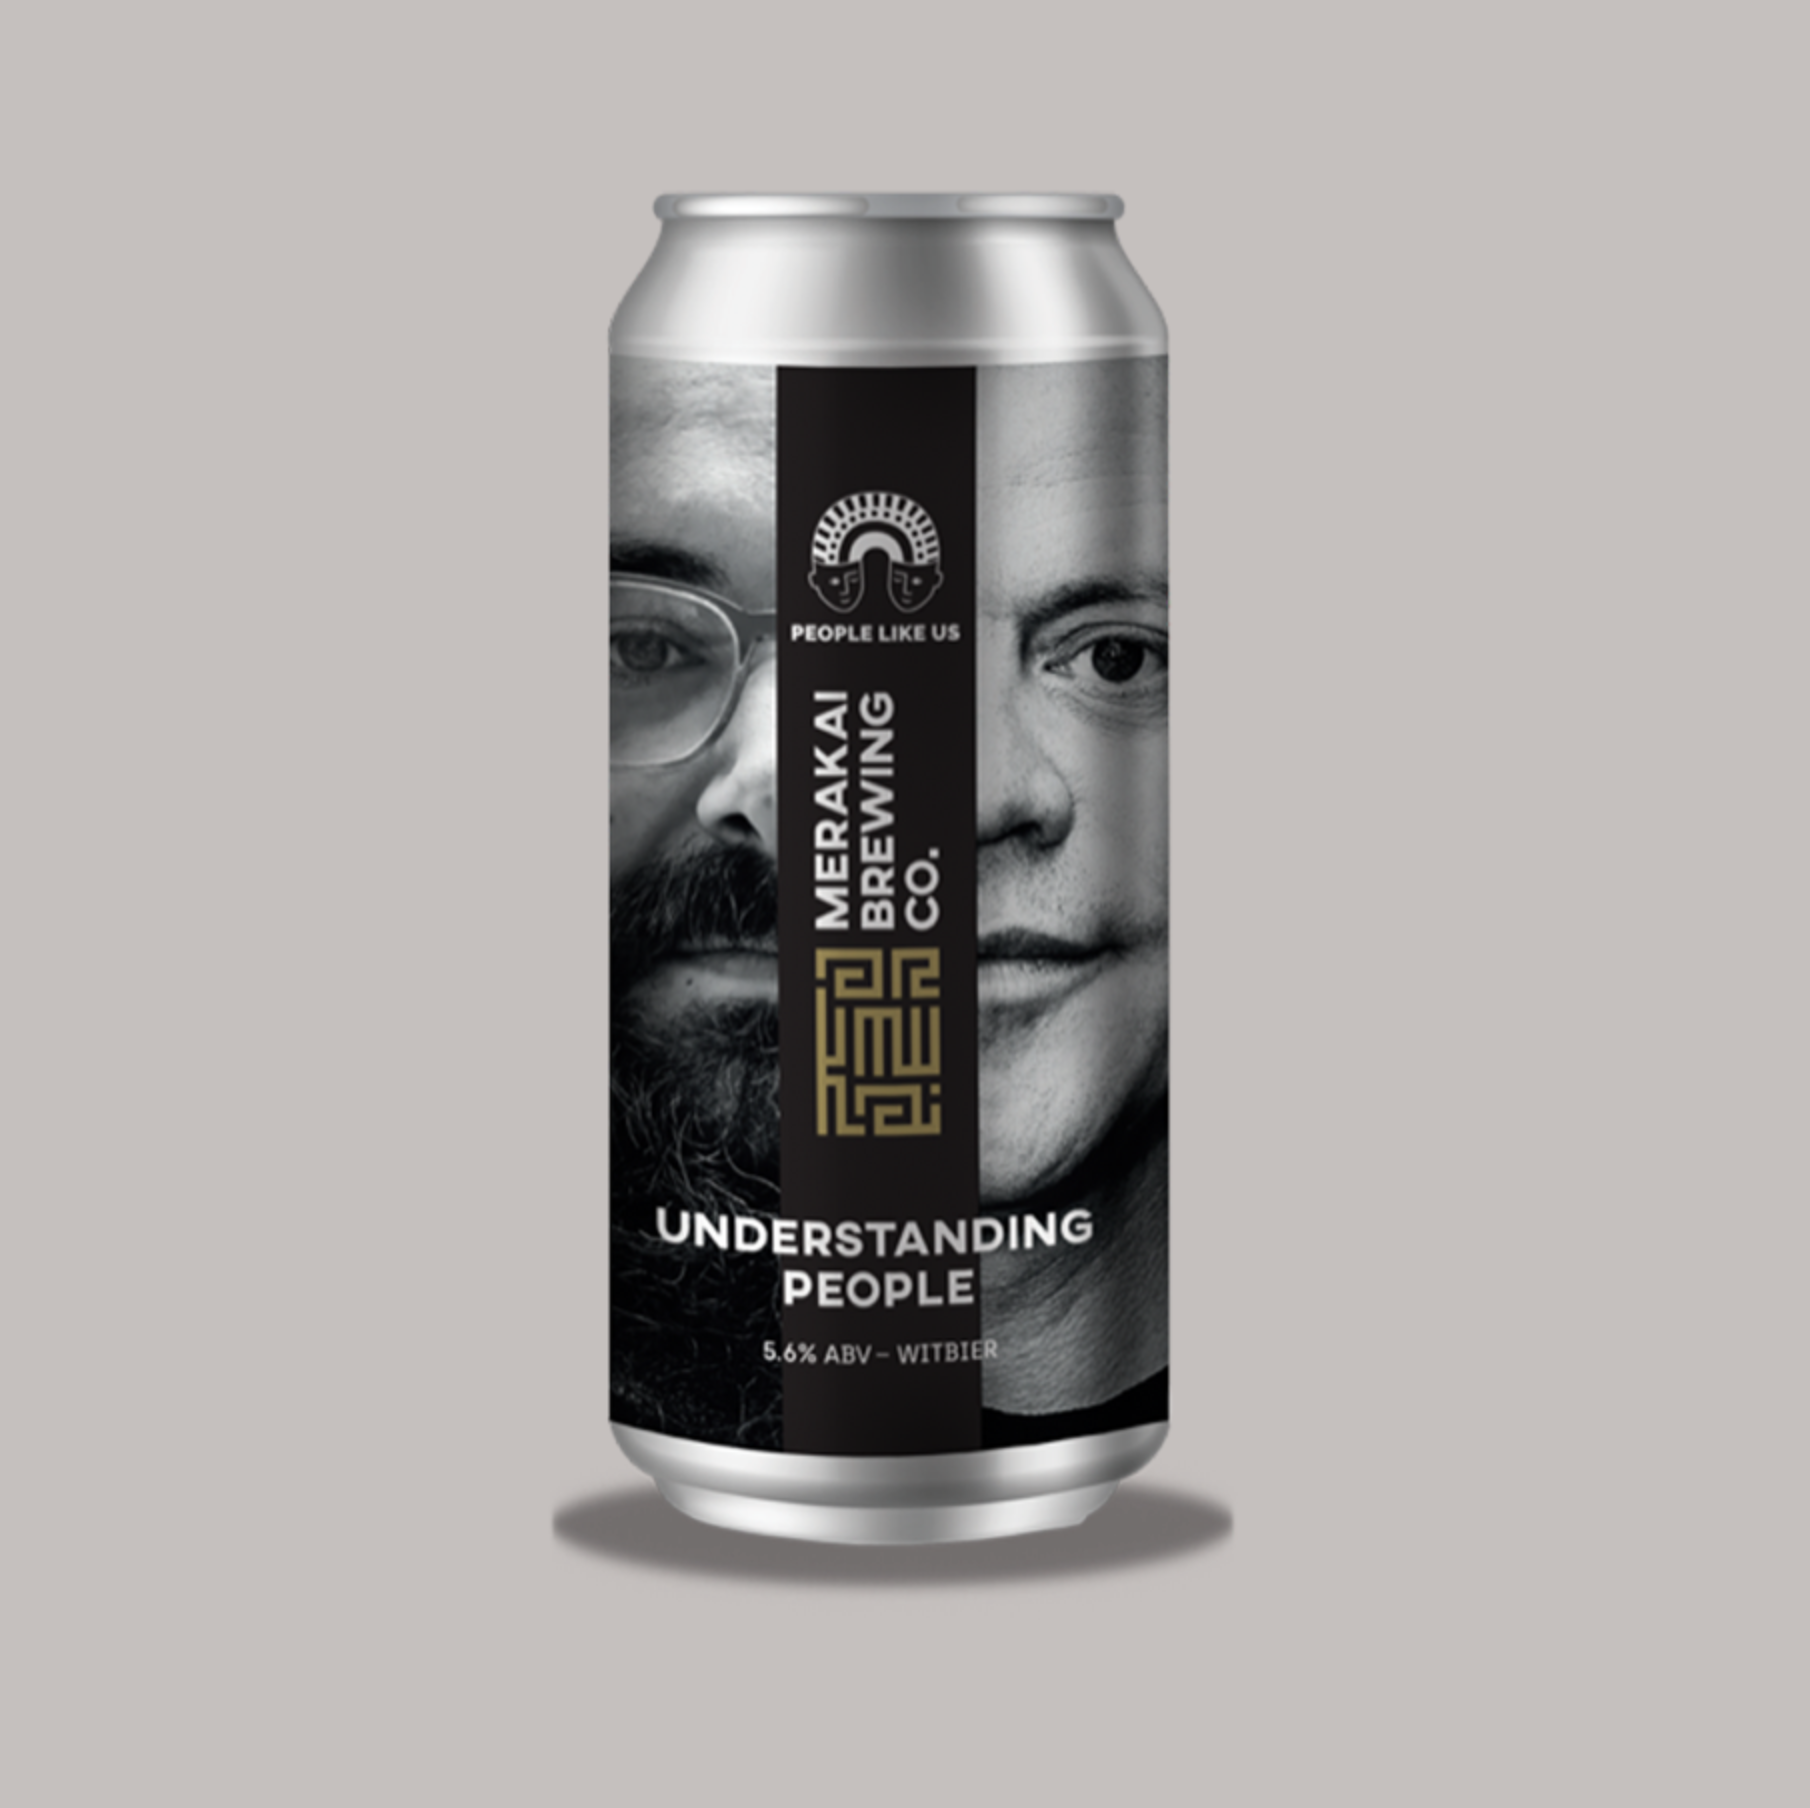 PEOPLE LIKE US
MERAKAI
BREWING
CO.
UNDERSTANDING
PEOPLE
5.6% ABV – WITBIER